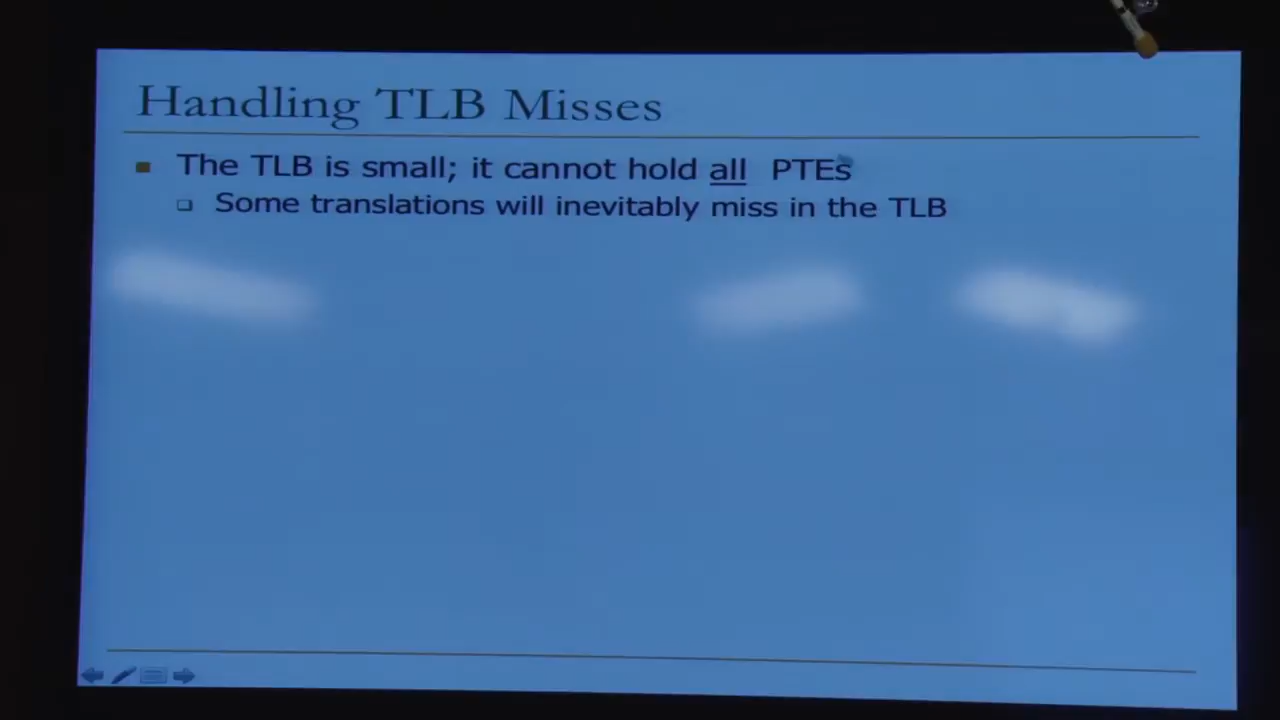 Handling TLB Misses
The TLB is small; it cannot hold all PTEs
Some translations will inevitably miss in the TLB